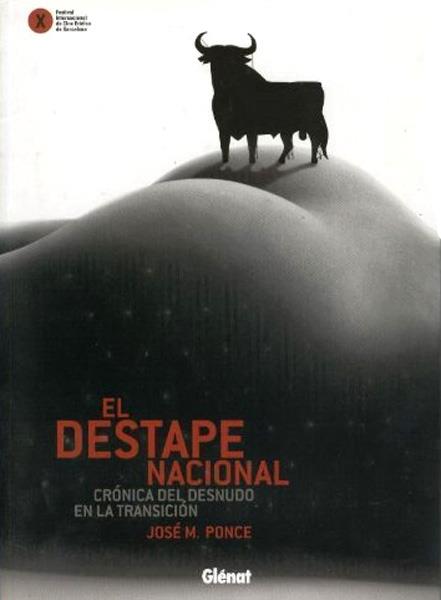 X
Festival
Internacional
de Cine Erótico
de Barcelona
EL
DESTAPE
NACIONAL
CRÓNICA DEL DESNUDO
EN LA TRANSICIÓN
JOSÉ M. PONCE
Glénat